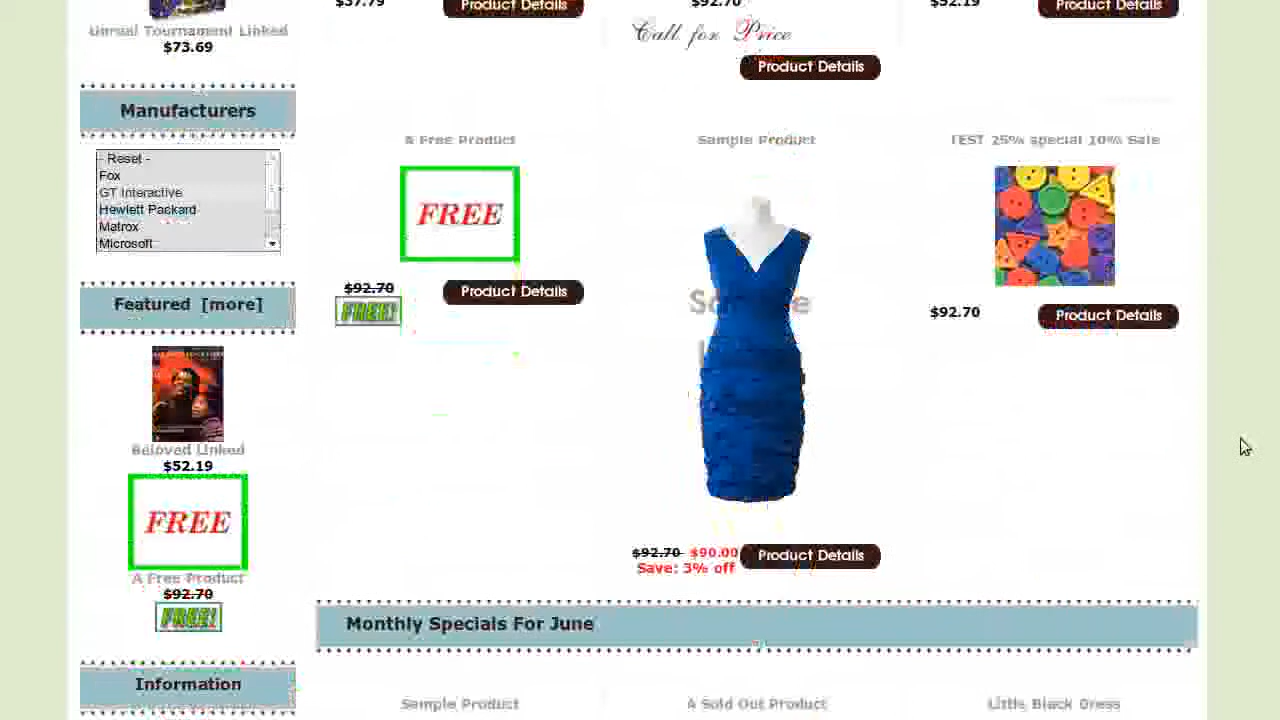 $37.79
Product Details
$92.70
Product Details
$52.19
Product Details
Unreal Tournament Linked
$73.69
Call for Price
Product Details
Manufacturers
- Reset -
Fox
GT Interactive
Hewlett Packard
Matrox
Microsoft
Featured [more]
Beloved Linked
$52.19
FREE
A Free Product
$92.70
FREE!
Information
A Free Product
FREE
$92.70
FREE!
Product Details
Sample Product
$92.70 $90.00
Save: 3% off
Product Details
TEST 25% special 10% Sale
$92.70
Product Details
Monthly Specials For June
Sample Product
A Sold Out Product
Little Black Dress